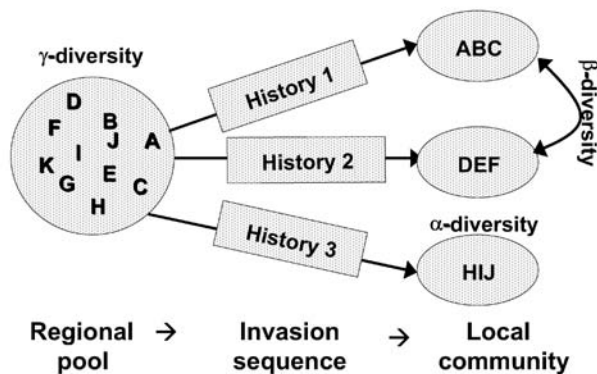 γ-diversity
D
F
B
J
A
I
K
G
E
C
H
History 1
History 2
History 3
ABC
DEF
β-diversity
α-diversity
HIJ
Regional → Invasion → Local
pool sequence community